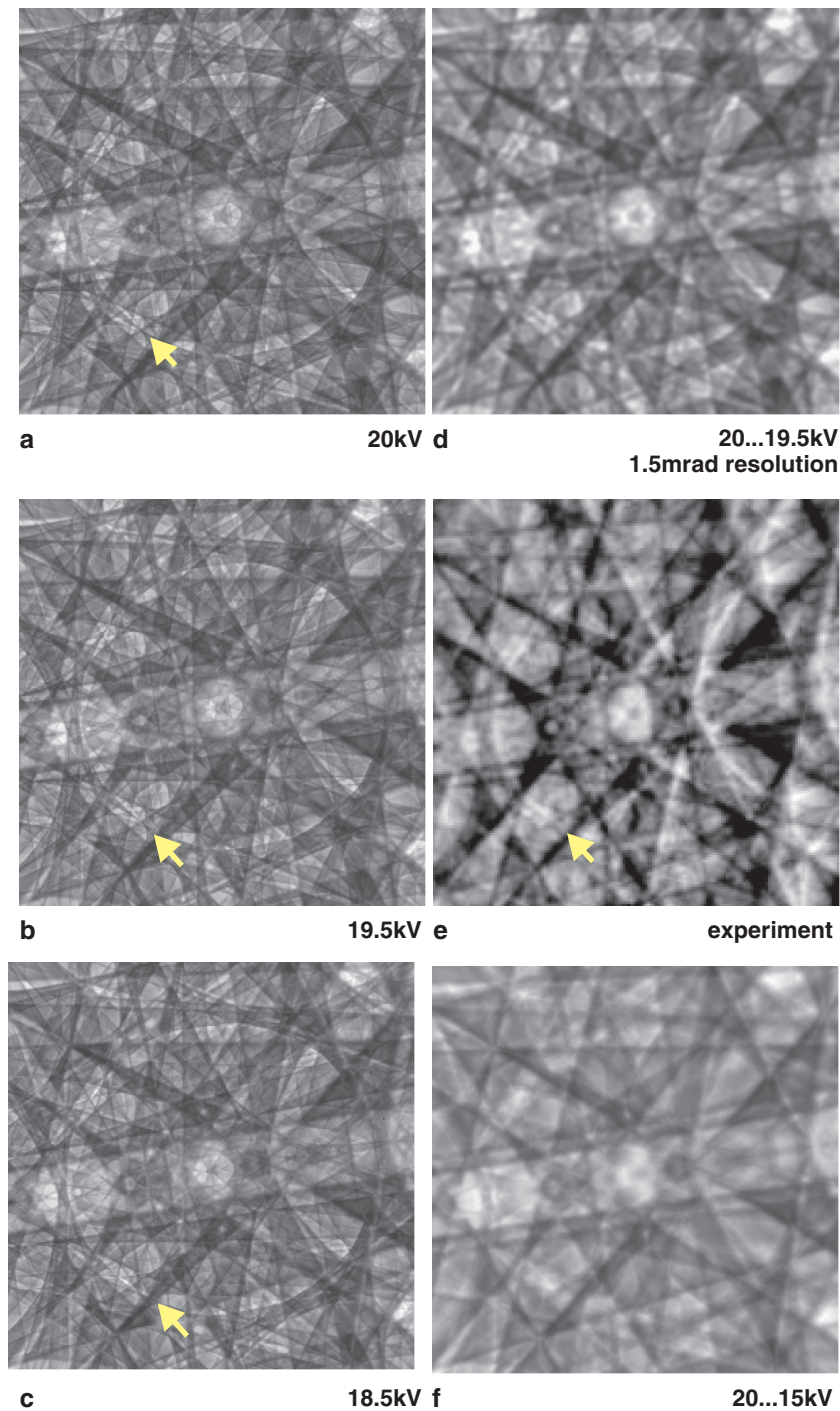 a 20kV
d 20...19.5kV
1.5mrad resolution
b 19.5kV
e experiment
c 18.5kV
f 20...15kV